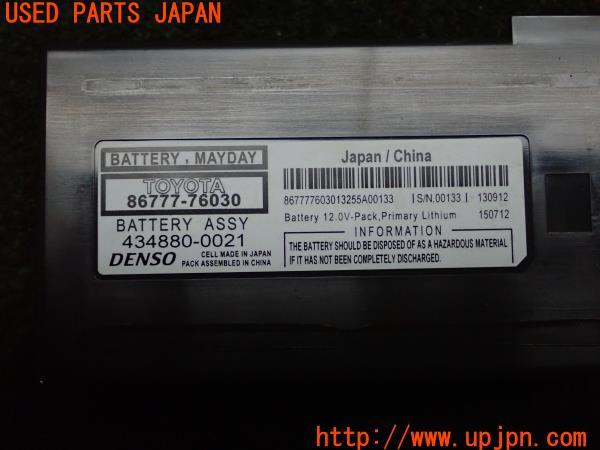 USED PARTS JAPAN
BATTERY , MAYDAY
TOYOTA
86777-76030
BATTERY ASSY
434880-0021
DENSO CELL MADE IN JAPAN
PACK ASSEMBLED IN CHINA
Japan / China
867777603013255A00133 I S/N.00133 I 130912
Battery 12.0V-Pack,Primary Lithium 150712
INFORMATION
THE BATTERY SHOULD BE DISPOSED OF AS A HAZARDOUS MATERIAL
IF IT HAS NOT BEEN COMPLETELY DISCHARGED.
UPJ
www.upjpn.com